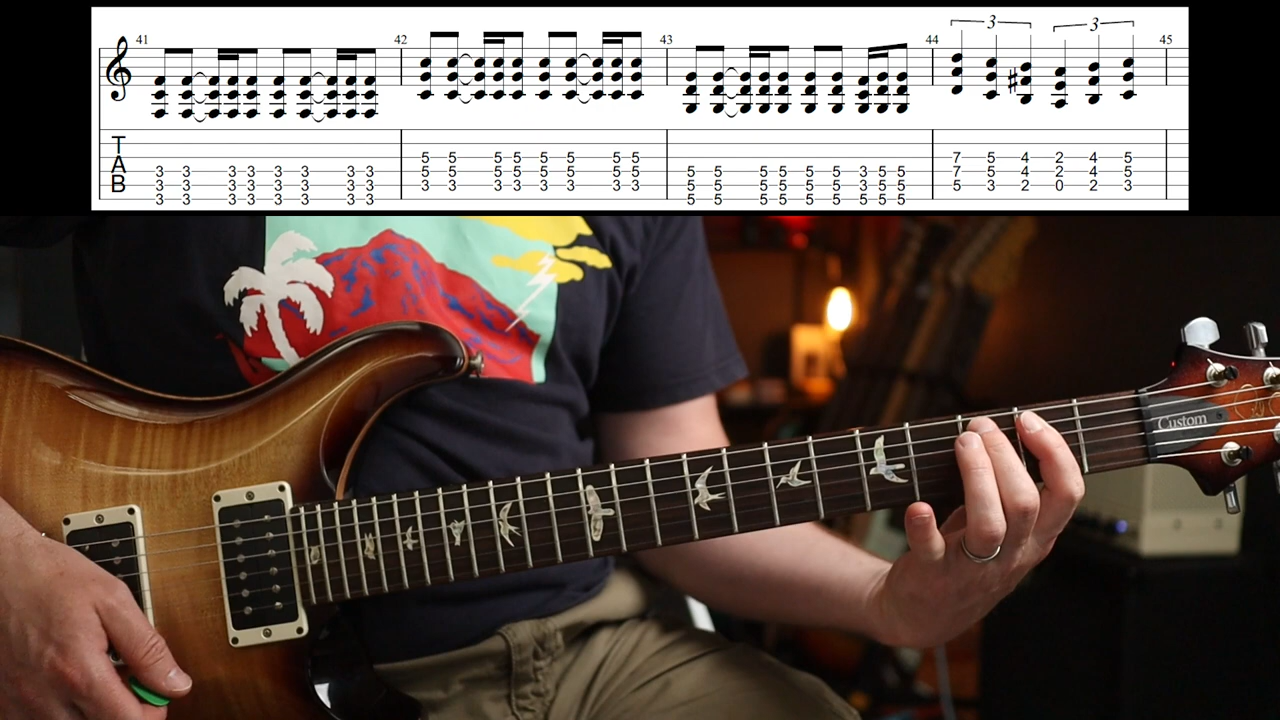 3 3
41 42 43 44 45
T
5 5 5 5 5 5 5 5 7 5 4 2 4 5
A 3 3 3 3 3 3 3 3 5 5 5 5 5 5 5 5 5 5 5 5 5 5 3 5 5 7 5 4 2 4 5
B 3 3 3 3 3 3 3 3 3 3 3 3 3 3 3 3 5 5 5 5 5 5 5 5 5 5 3 2 0 2 3
3 3 3 3 3 3 3 3 5 5 5 5 5 5 5 5 5
Custom